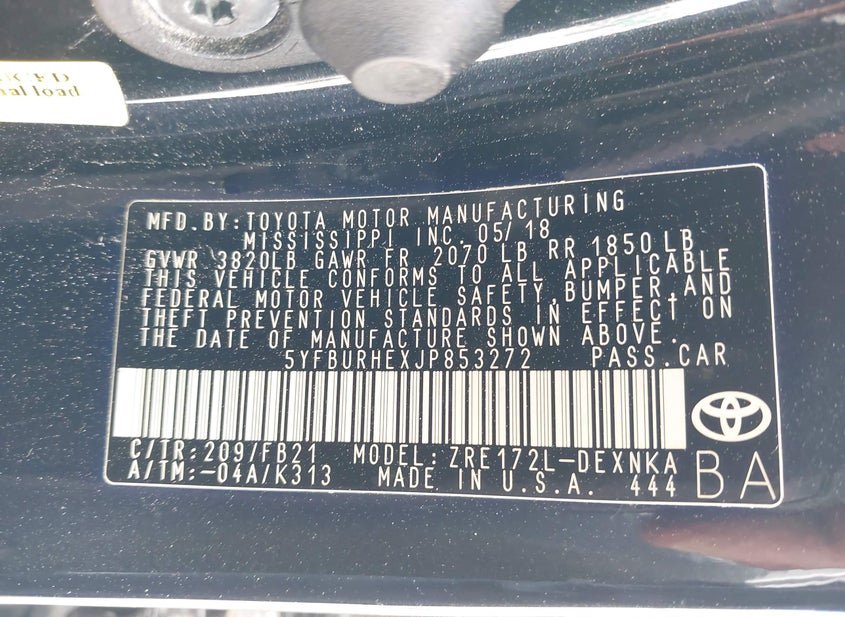 nal load
MFD.BY:TOYOTA MOTOR MANUFACTURING
MISSISSIPPI INC. 05/18
GVWR 3820LB GAWR FR 2070 LB RR 1850 LB
THIS VEHICLE CONFORMS TO ALL APPLICABLE
FEDERAL MOTOR VEHICLE SAFETY,BUMPER,AND
THEFT PREVENTION STANDARDS IN EFFECT ON
THE DATE OF MANUFACTURE SHOWN ABOVE.
5YFBURHEXJP853272 PASS.CAR
C/TR:209/FB21 MODEL: ZRE172L-DEXNKA
A/TM:-04A/K313 MADE IN U.S.A. 444
BA